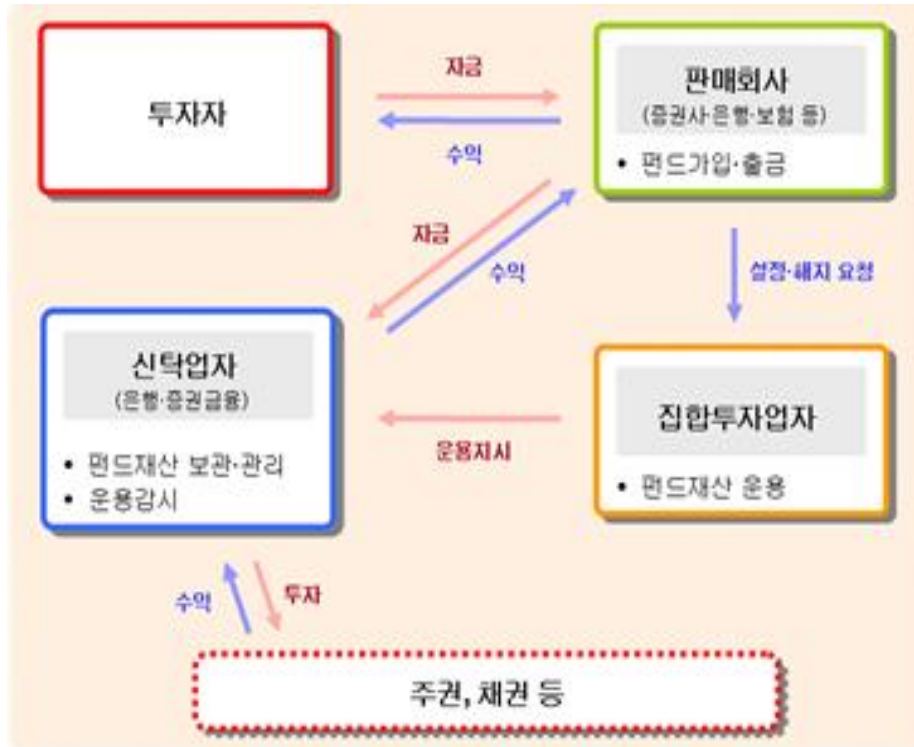 투자자
자금
수익
판매회사
(증권사·은행·보험 등)
• 펀드가입·출금
자금
수익
설정·해지 요청
신탁업자
(은행·증권금융)
• 펀드재산 보관·관리
• 운용감시
운용지시
집합투자업자
• 펀드재산 운용
수익
투자
주권, 채권 등